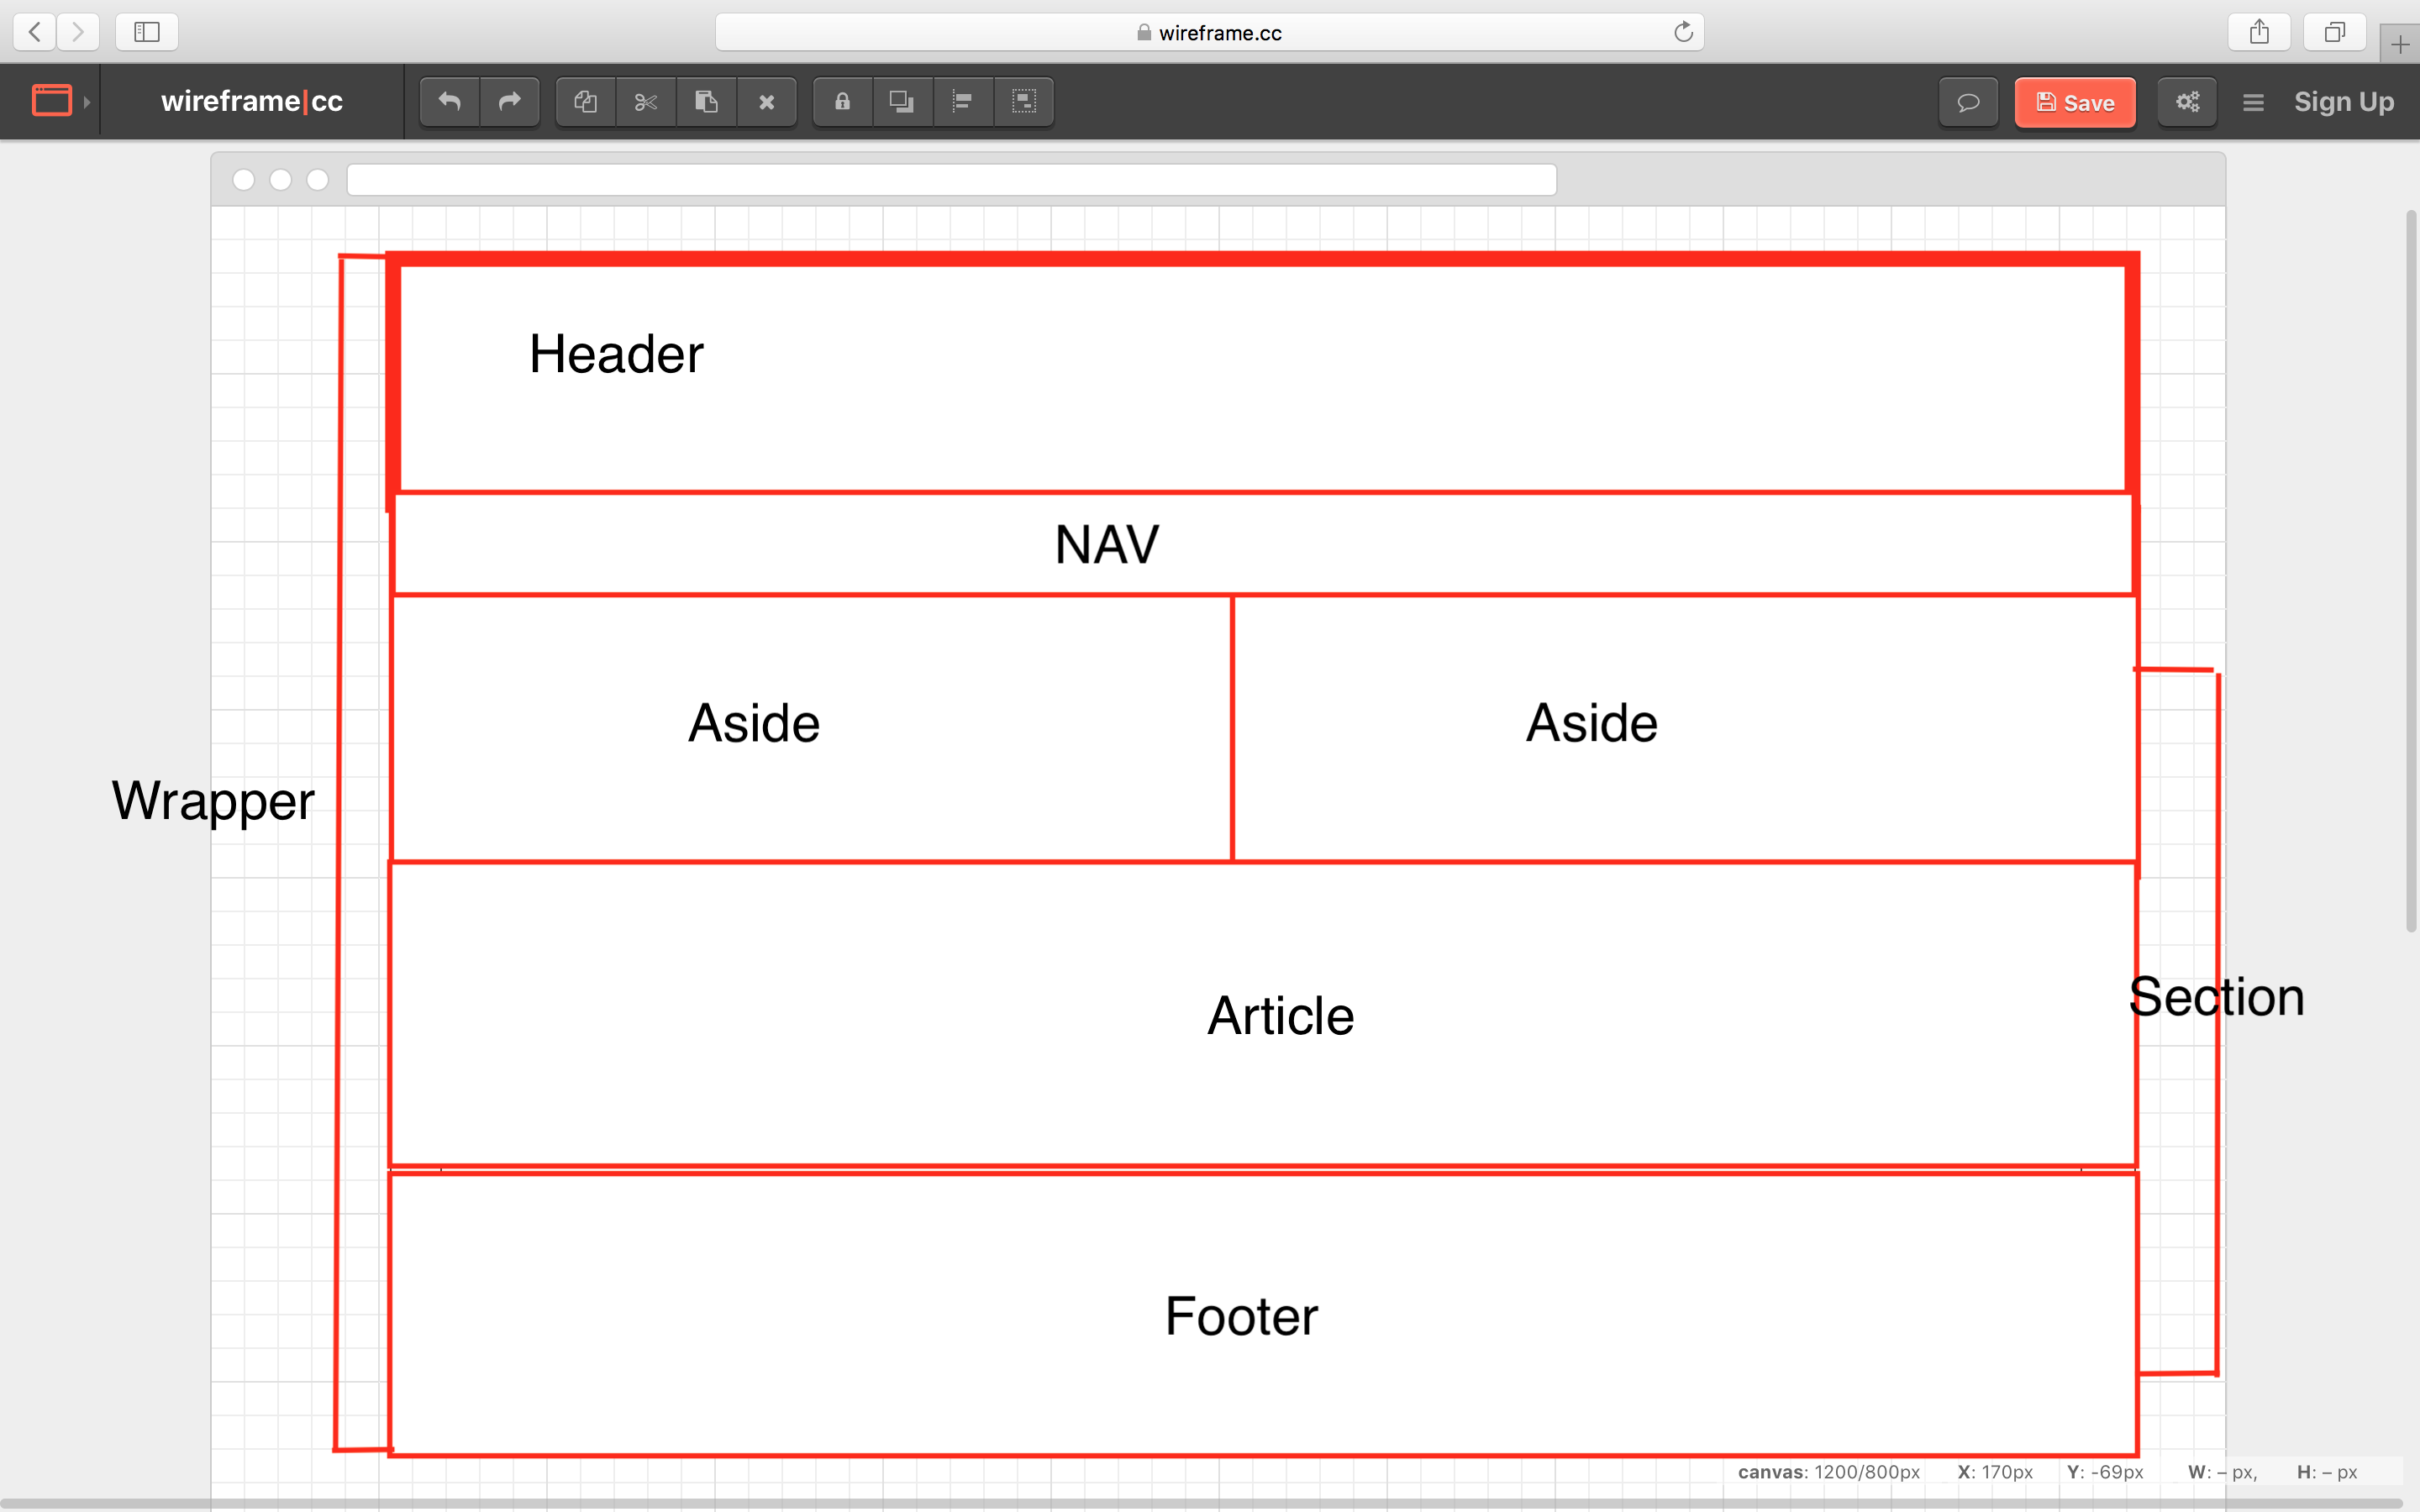 wireframe.cc
wireframe|cc
Save
Sign Up
Header
NAV
Aside
Aside
Wrapper
Section
Article
Footer
canvas: 1200/800px X: 170px Y: -69px W: – px, H: – px